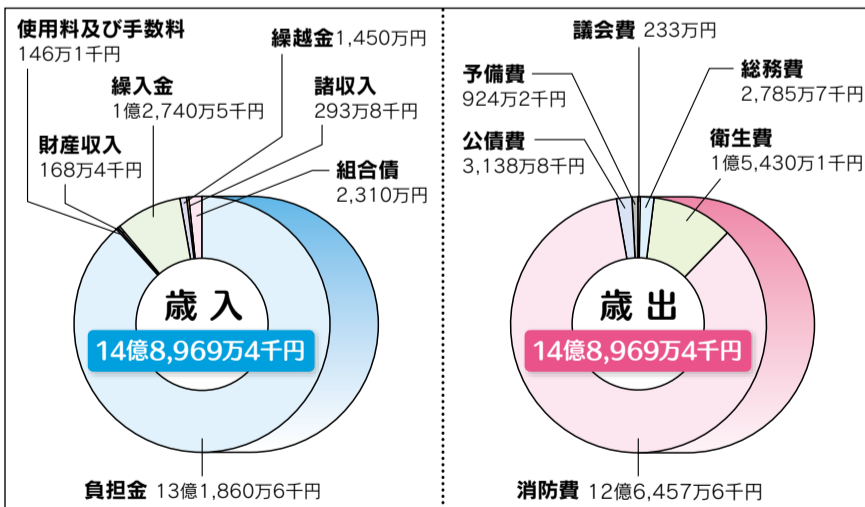 使用料及び手数料
146万1千円
繰越金1,450万円
繰入金
1億2,740万5千円
諸収入
293万8千円
財産収入
168万4千円
組合債
2,310万円
歳入
14億8,969万4千円
負担金 13億1,860万6千円
議会費 233万円
予備費
924万2千円
総務費
2,785万7千円
公債費
3,138万8千円
衛生費
1億5,430万1千円
歳出
14億8,969万4千円
消防費 12億6,457万6千円